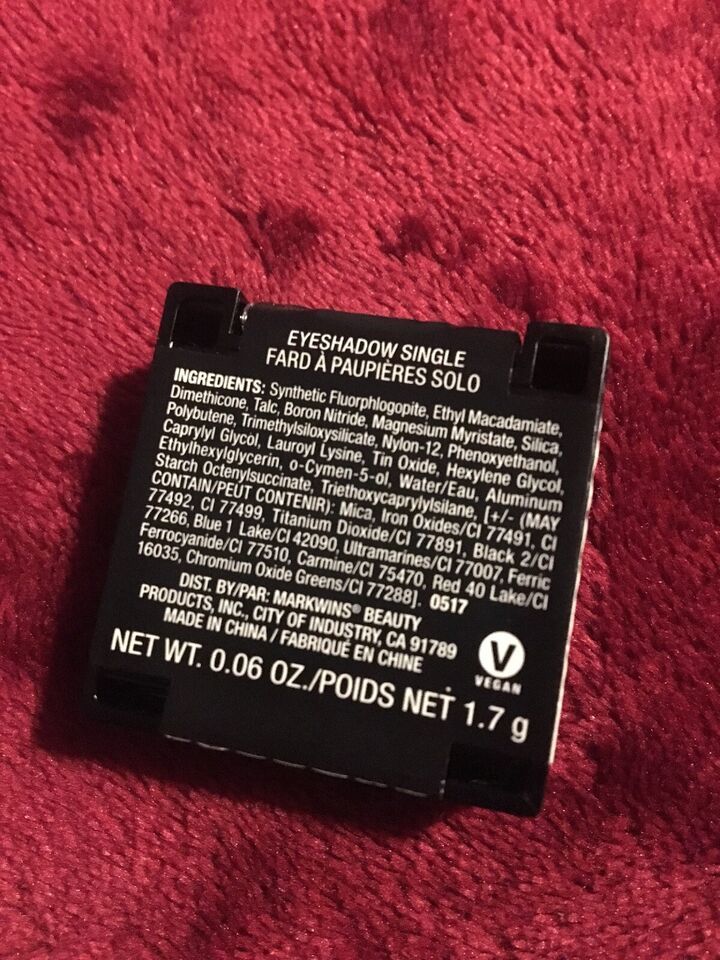 EYESHADOW SINGLE
FARD À PAUPIÈRES SOLO
INGREDIENTS: Synthetic Fluorphlogopite, Ethyl Macadamiate,
Dimethicone, Talc, Boron Nitride, Magnesium Myristate, Silica,
Polybutene, Trimethylsiloxysilicate, Nylon-12, Phenoxyethanol,
Caprylyl Glycol, Lauroyl Lysine, Tin Oxide, Hexylene Glycol,
Ethylhexylglycerin, o-Cymen-5-ol, Water/Eau, Aluminum
Starch Octenylsuccinate, Triethoxycaprylylsilane, [+/- (MAY
CONTAIN/PEUT CONTENIR): Mica, Iron Oxides/CI 77491, CI
77492, CI 77499, Titanium Dioxide/CI 77891, Black 2/CI
77266, Blue 1 Lake/CI 42090, Ultramarines/CI 77007, Ferric
Ferrocyanide/CI 77510, Carmine/CI 75470, Red 40 Lake/CI
16035, Chromium Oxide Greens/CI 77288]. 0517
DIST. BY/PAR: MARKWINS® BEAUTY
PRODUCTS, INC., CITY OF INDUSTRY, CA 91789
MADE IN CHINA / FABRIQUÉ EN CHINE
V
VEGAN
NET WT. 0.06 OZ./POIDS NET 1.7 g